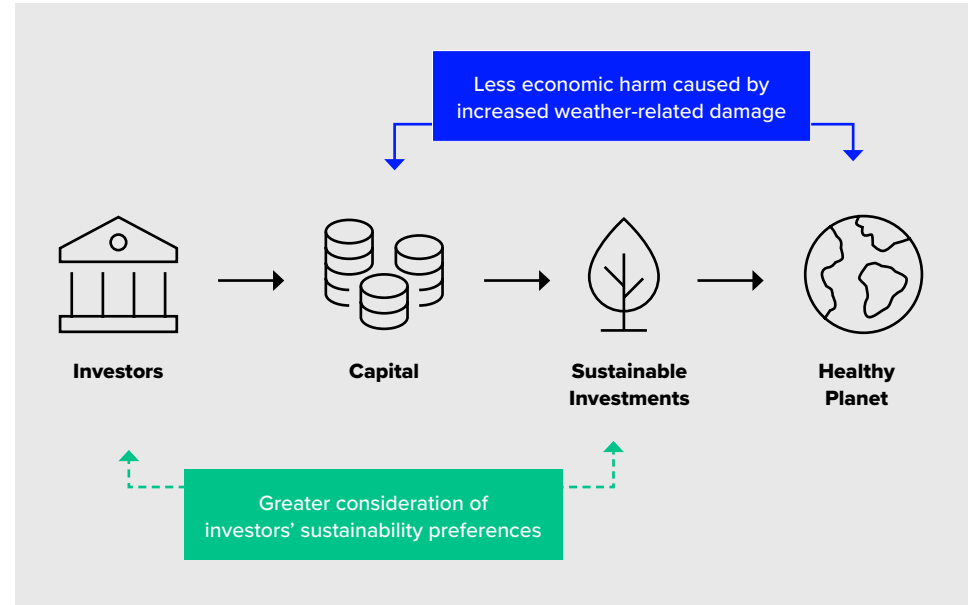 Less economic harm caused by
increased weather-related damage
Investors
Capital
Sustainable
Investments
Healthy
Planet
Greater consideration of
investors’ sustainability preferences